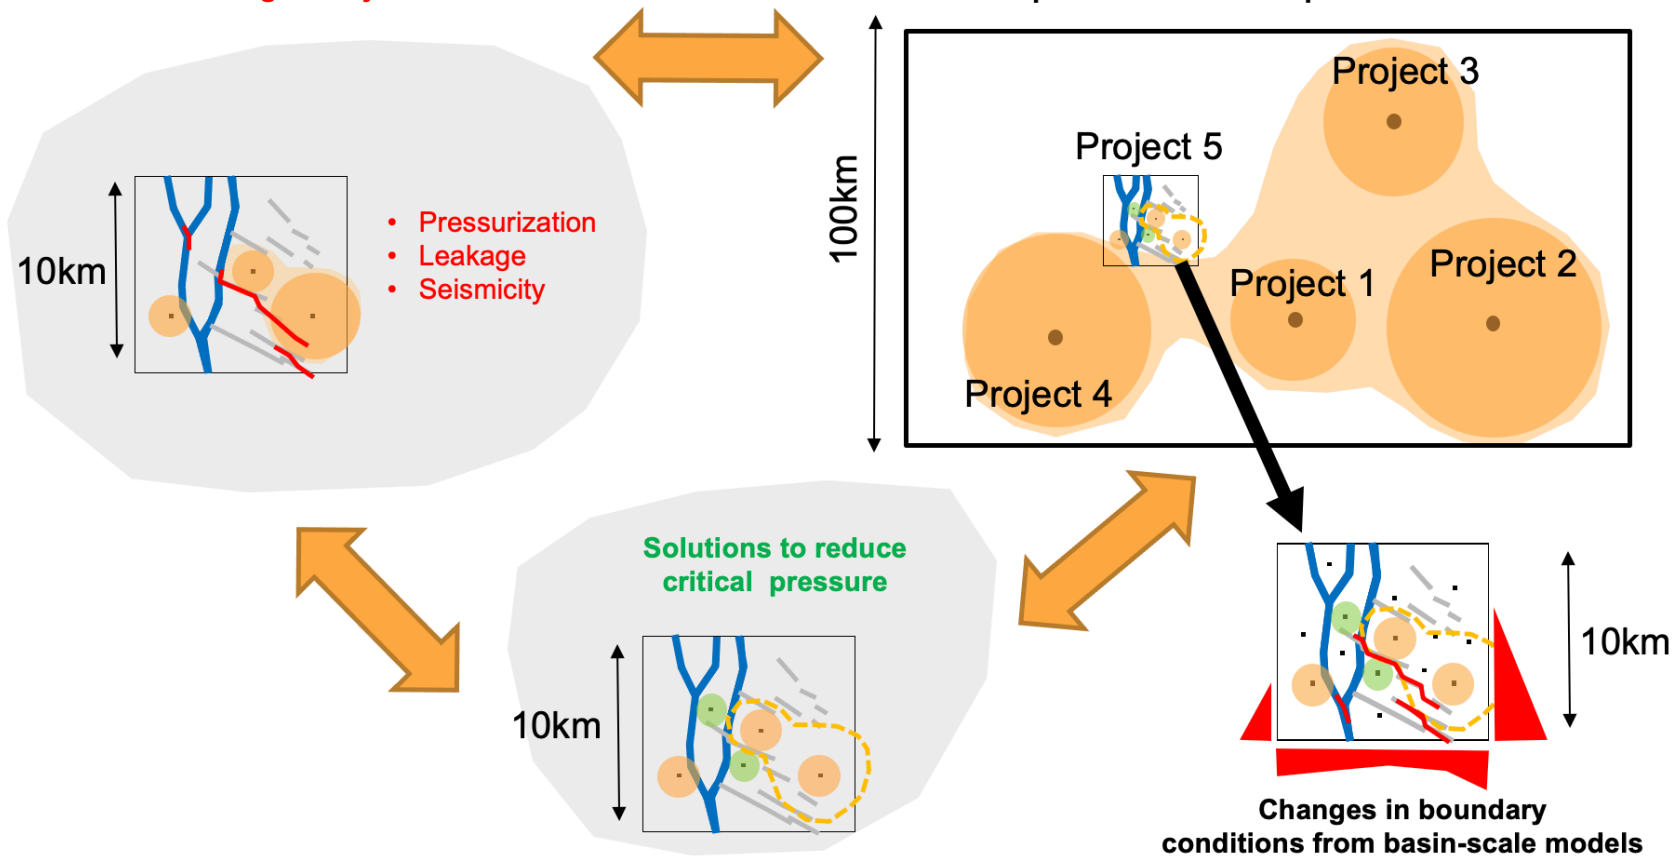 10km
• Pressurization
• Leakage
• Seismicity
100km
Project 3
Project 5
Project 2
Project 1
Project 4
Solutions to reduce
critical pressure
10km
10km
Changes in boundary
conditions from basin-scale models